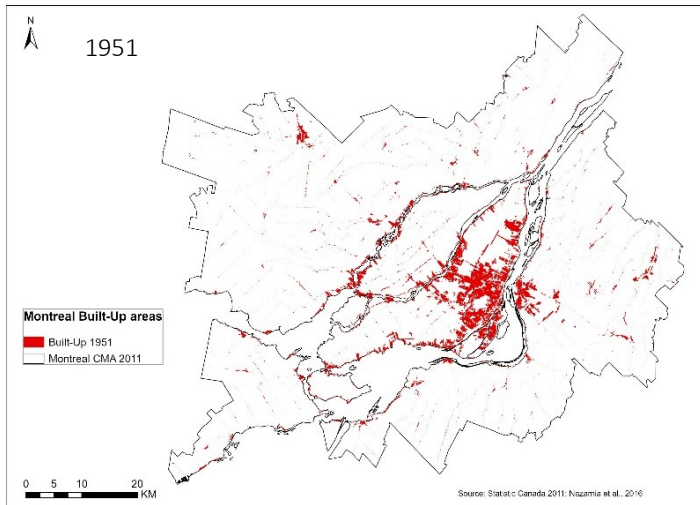 N
1951
Montreal Built-Up areas
Built-Up 1951
Montreal CMA 2011
0 5 10 20
KM
Source: Statistic Canada 2011; Nazarnia et al., 2016